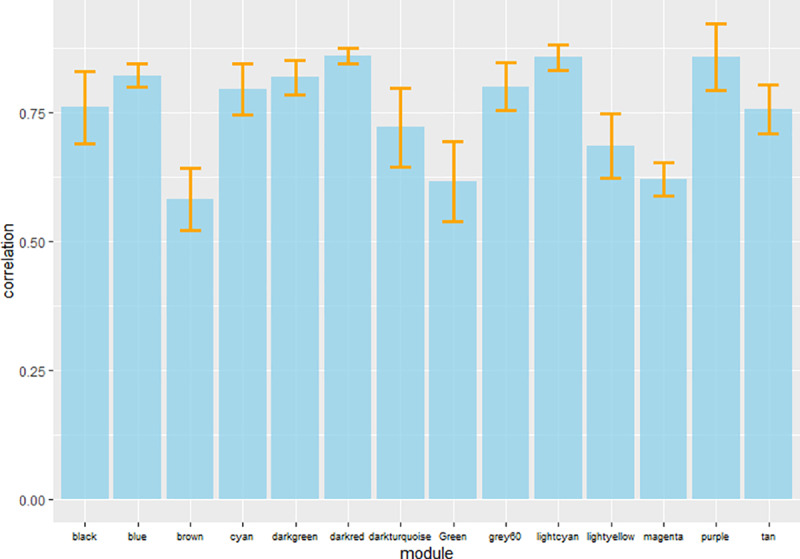 correlation
0.75
0.50
0.25
0.00
black blue brown cyan darkgreen darkred darkturquoise Green grey60 lightcyan lightyellow magenta purple tan
module